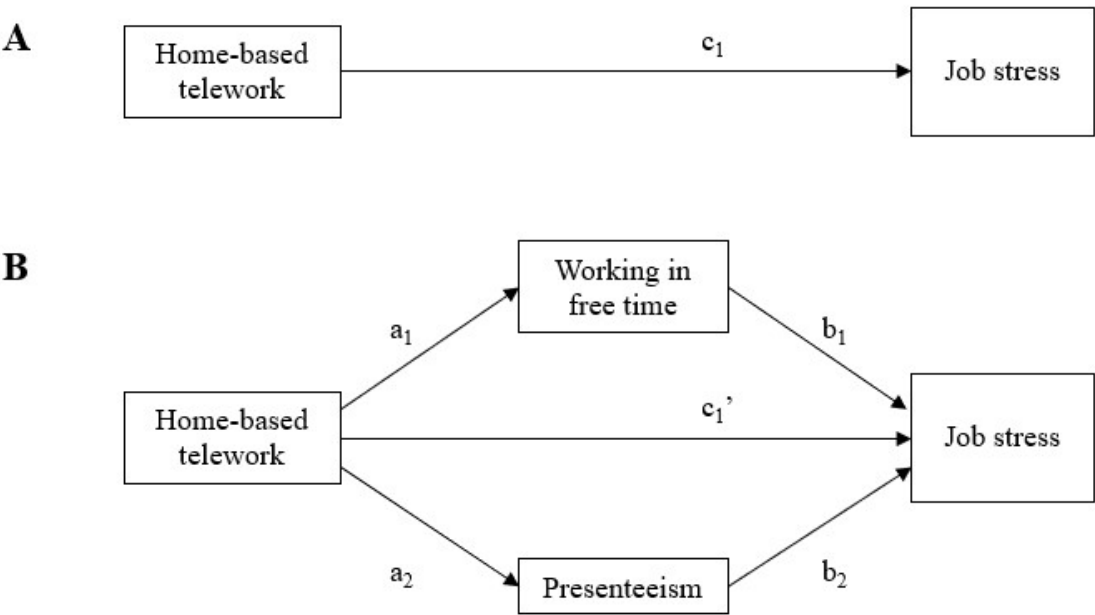 A
Home-based
telework
c₁
Job stress
B
Working in
free time
a₁
b₁
Home-based
telework
c₁’
Job stress
a₂
Presenteeism
b₂